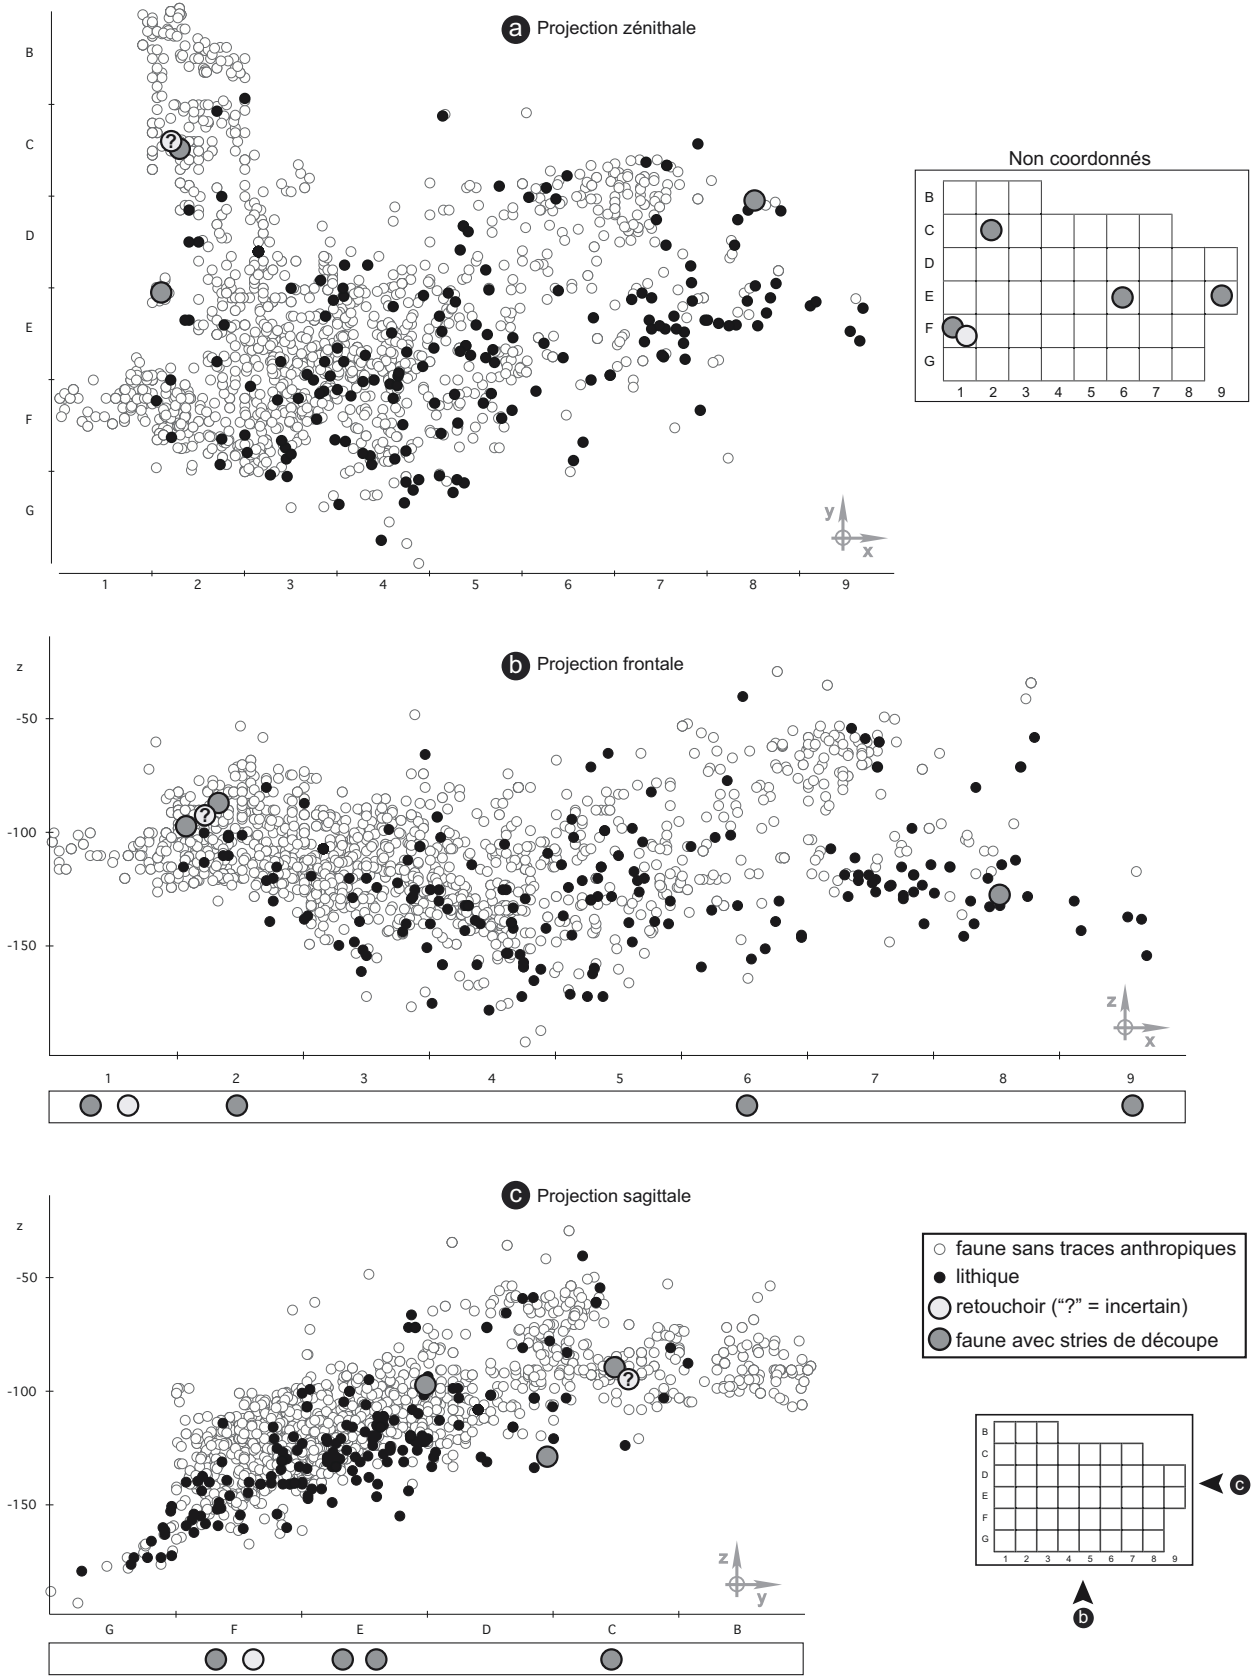 a Projection zénithale
B
C
?
D
E
F
G
y
x
1 2 3 4 5 6 7 8 9
Non coordonnés
B
C
D
E
F
G
1 2 3 4 5 6 7 8 9
b Projection frontale
z
-50
?
-100
-150
z
x
1 2 3 4 5 6 7 8 9
c Projection sagittale
z
-50
?
-100
-150
z
y
G F E D C B
faune sans traces anthropiques
lithique
retouchoir (“?” = incertain)
faune avec stries de découpe
B
C
D
E
F
G
1 2 3 4 5 6 7 8 9
c
b